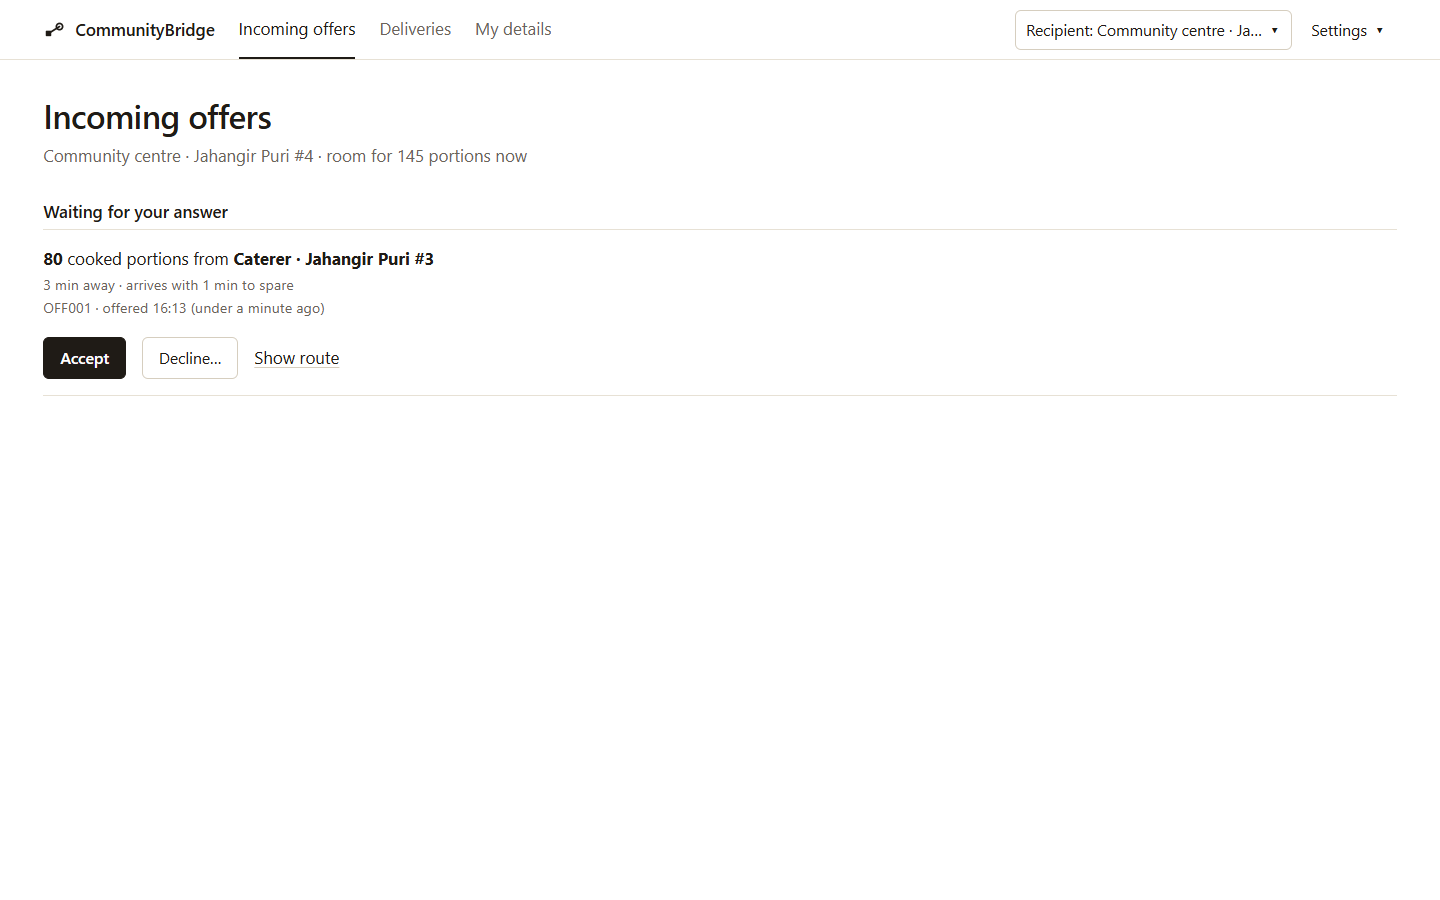 CommunityBridge Incoming offers Deliveries My details Recipient: Community centre · Ja... ▾ Settings ▾
Incoming offers
Community centre · Jahangir Puri #4 · room for 145 portions now
Waiting for your answer
80 cooked portions from Caterer · Jahangir Puri #3
3 min away · arrives with 1 min to spare
OFF001 · offered 16:13 (under a minute ago)
Accept Decline... Show route